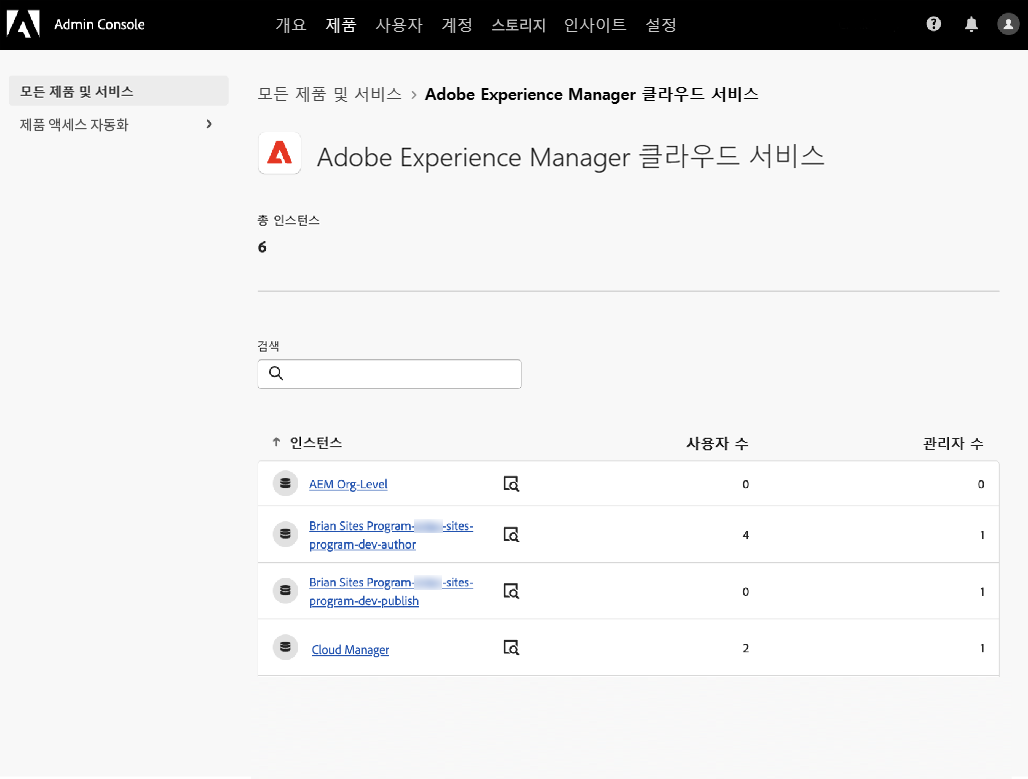 Admin Console
개요 제품 사용자 계정 스토리지 인사이트 설정
모든 제품 및 서비스
제품 액세스 자동화
모든 제품 및 서비스 > Adobe Experience Manager 클라우드 서비스
Adobe Experience Manager 클라우드 서비스
총 인스턴스
6
검색
↑ 인스턴스 사용자 수 관리자 수
AEM Org-Level 0 0
Brian Sites Program- -sites-
program-dev-author 4 1
Brian Sites Program- -sites-
program-dev-publish 0 1
Cloud Manager 2 1